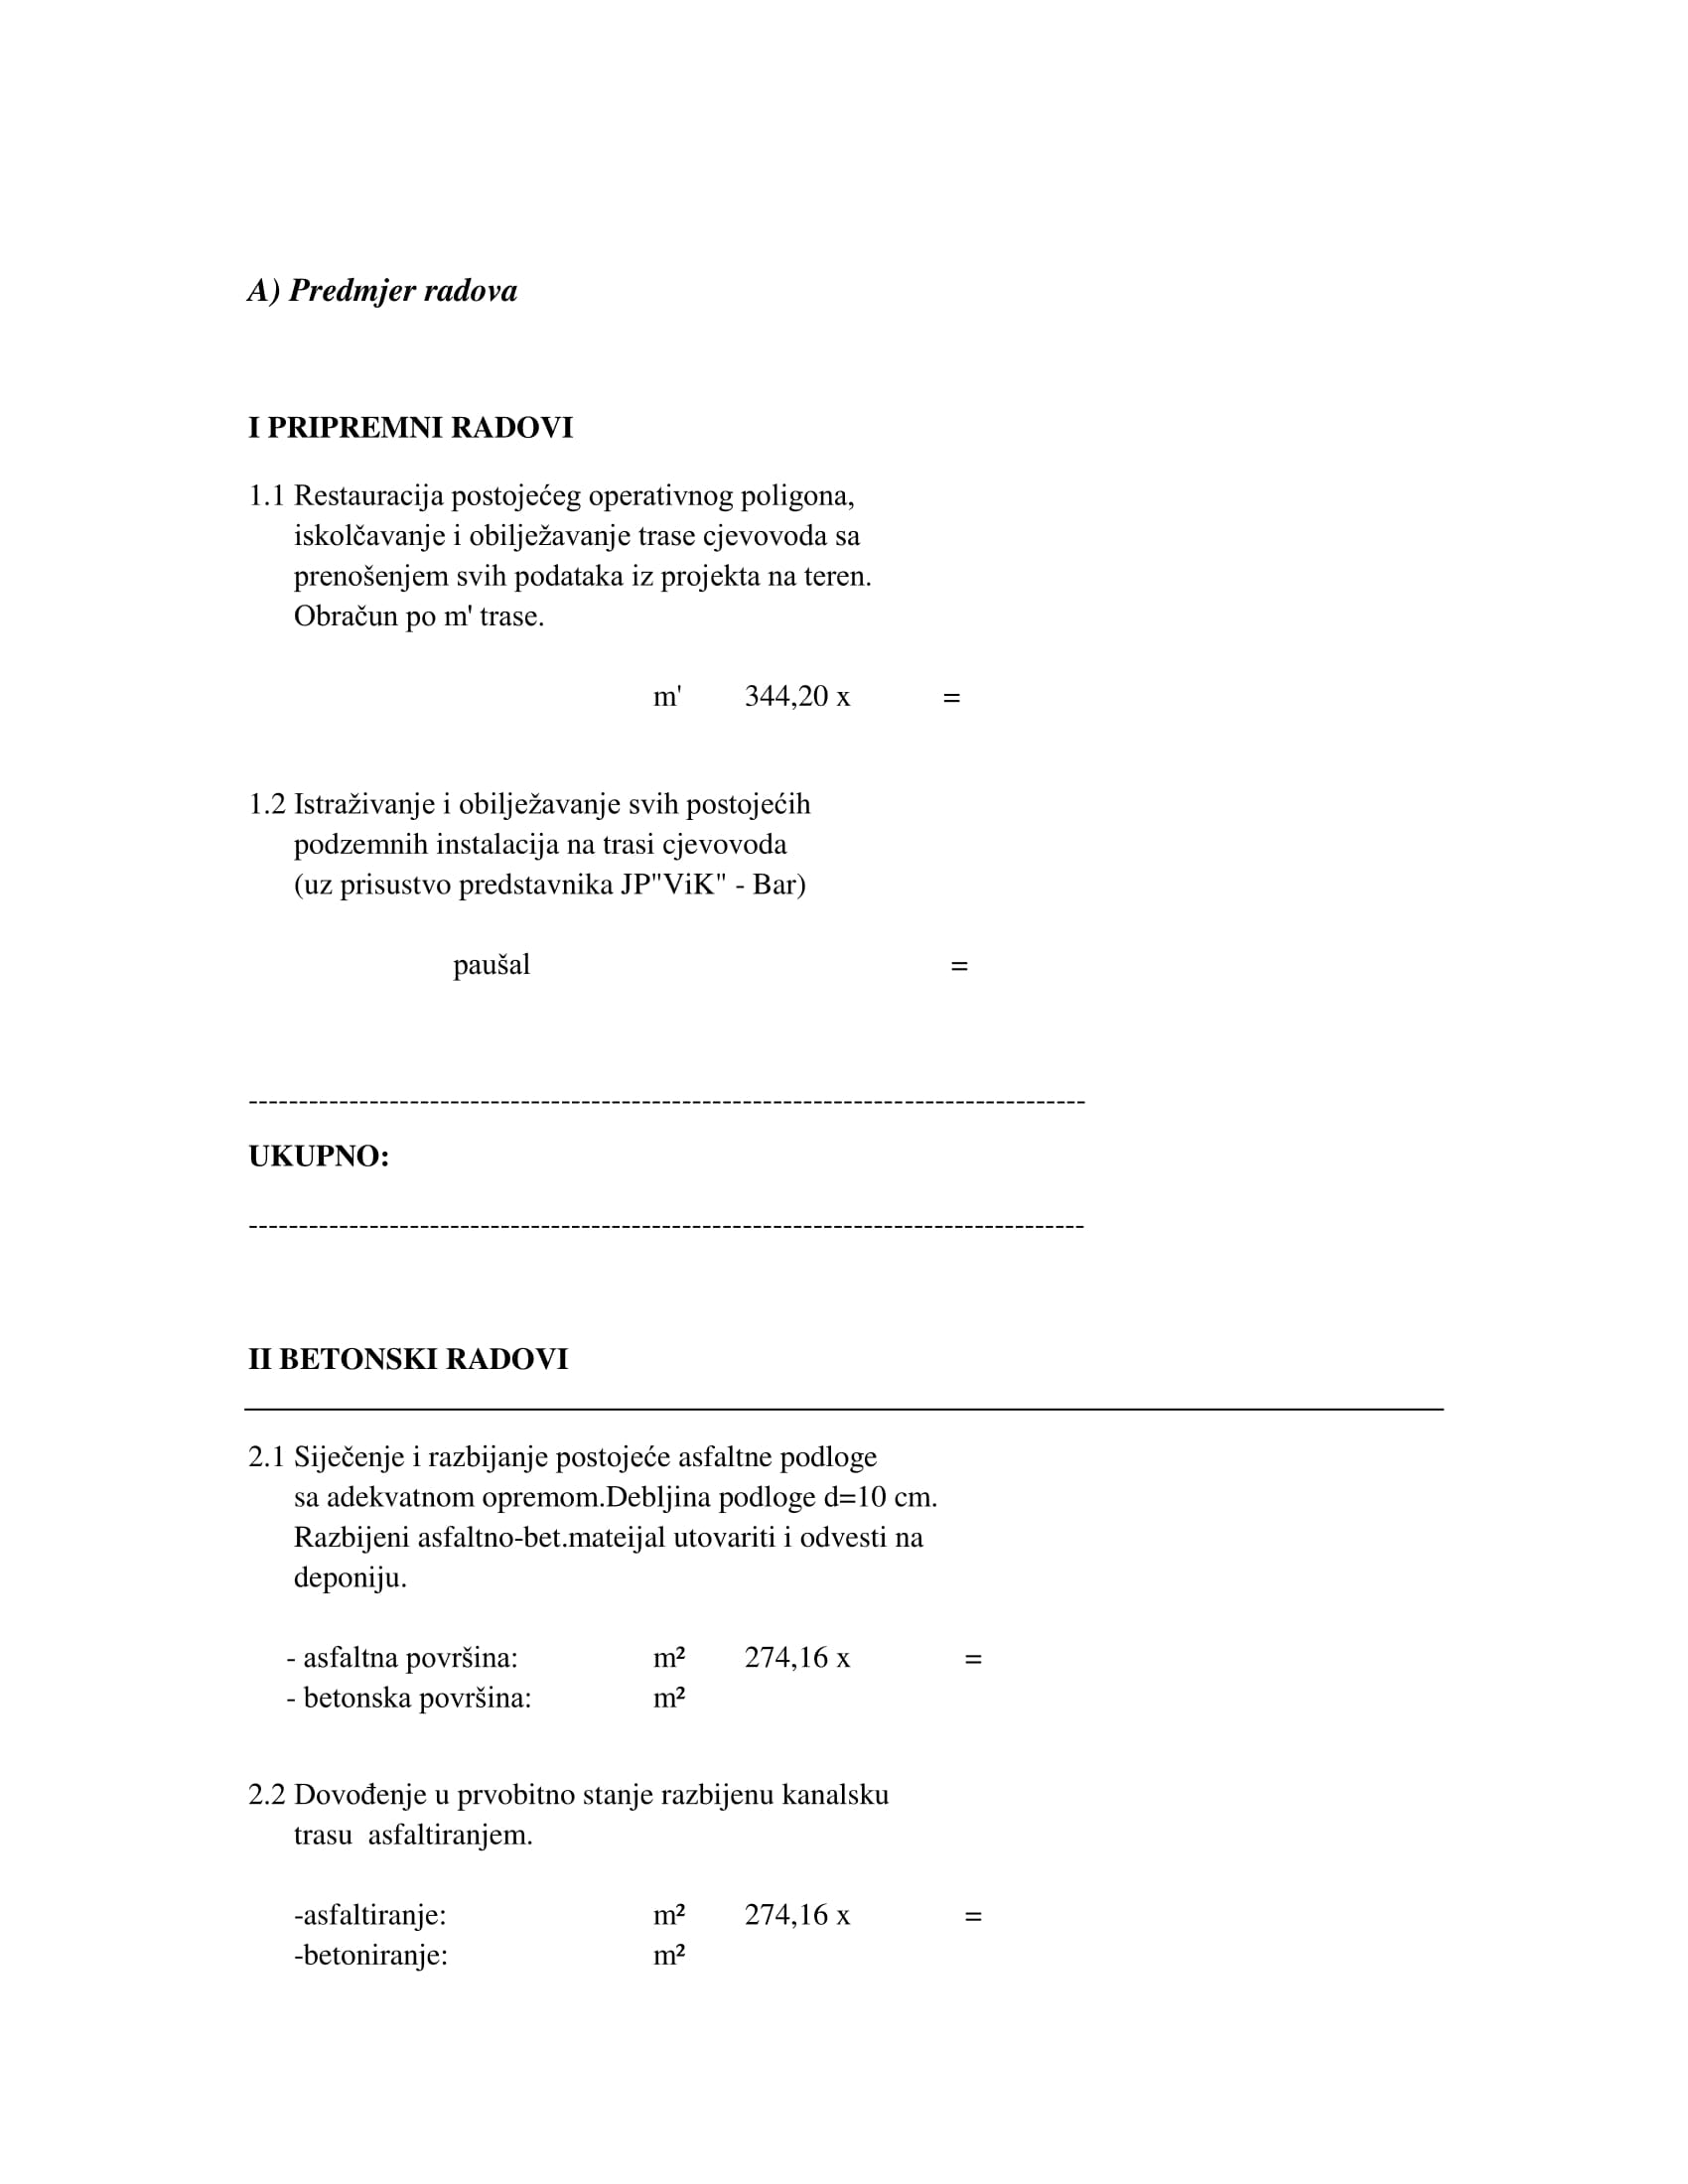 A) Predmjer radova
I PRIPREMNI RADOVI
1.1 Restauracija postojećeg operativnog poligona,
iskolčavanje i obilježavanje trase cjevovoda sa
prenošenjem svih podataka iz projekta na teren.
Obračun po m' trase.
m' 344,20 x =
1.2 Istraživanje i obilježavanje svih postojećih
podzemnih instalacija na trasi cjevovoda
(uz prisustvo predstavnika JP"ViK" - Bar)
paušal =
-----------------------------------------------------------------------------------
UKUPNO:
-----------------------------------------------------------------------------------
II BETONSKI RADOVI
2.1 Siječenje i razbijanje postojeće asfaltne podloge
sa adekvatnom opremom.Debljina podloge d=10 cm.
Razbijeni asfaltno-bet.mateijal utovariti i odvesti na
deponiju.
- asfaltna površina: m² 274,16 x =
- betonska površina: m²
2.2 Dovođenje u prvobitno stanje razbijenu kanalsku
trasu  asfaltiranjem.
-asfaltiranje: m² 274,16 x =
-betoniranje: m²